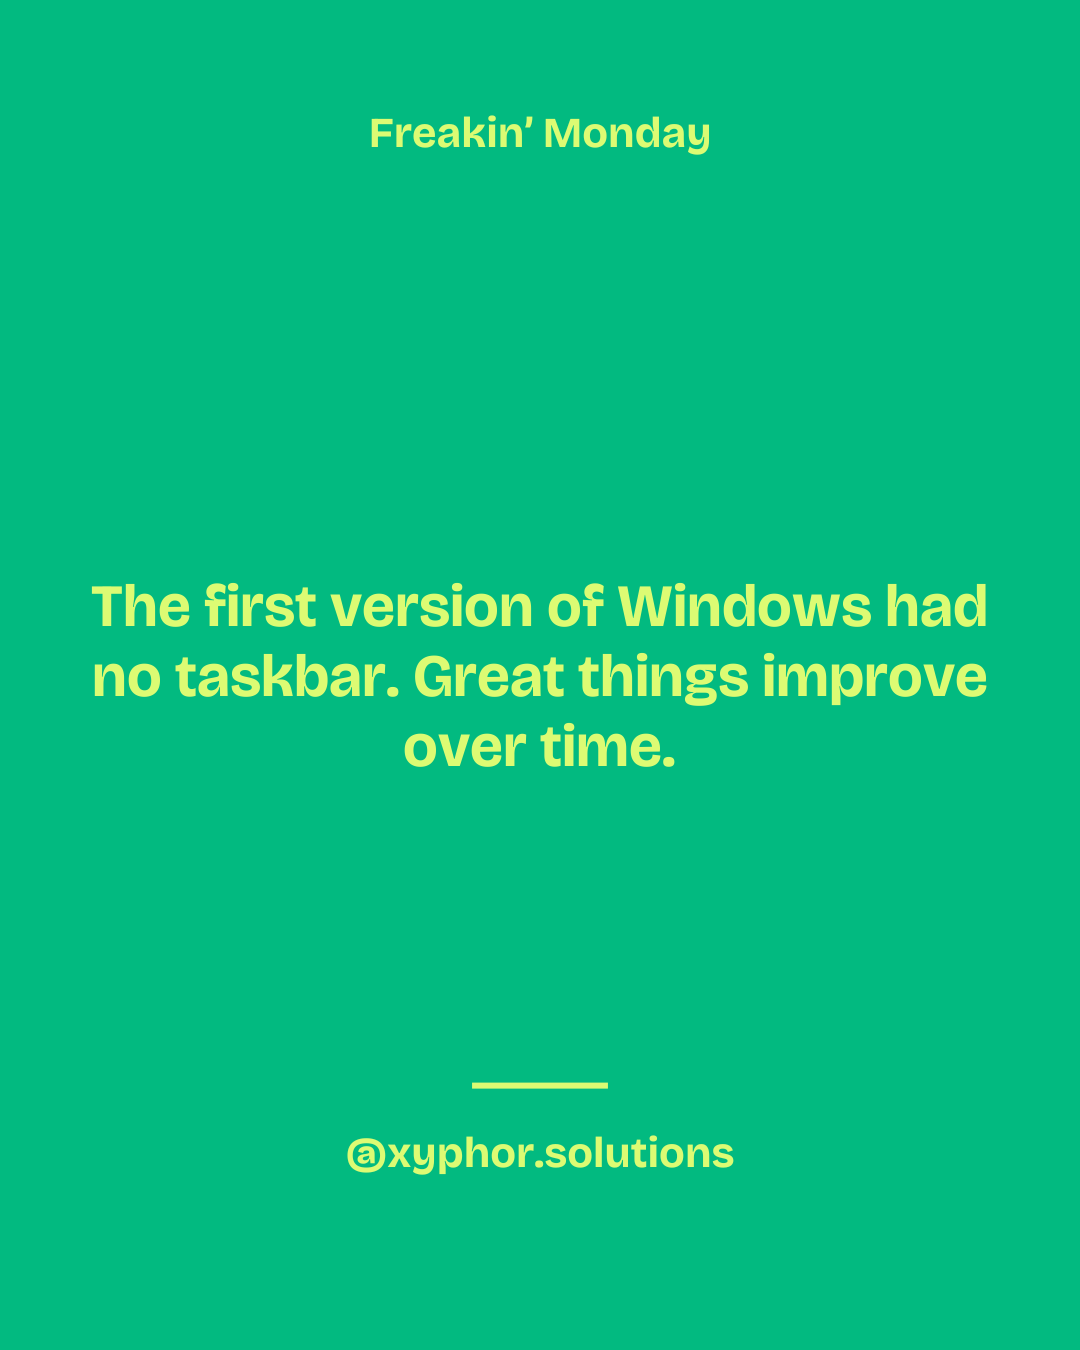 Freakin’ Monday
The first version of Windows had
no taskbar. Great things improve
over time.
@xyphor.solutions